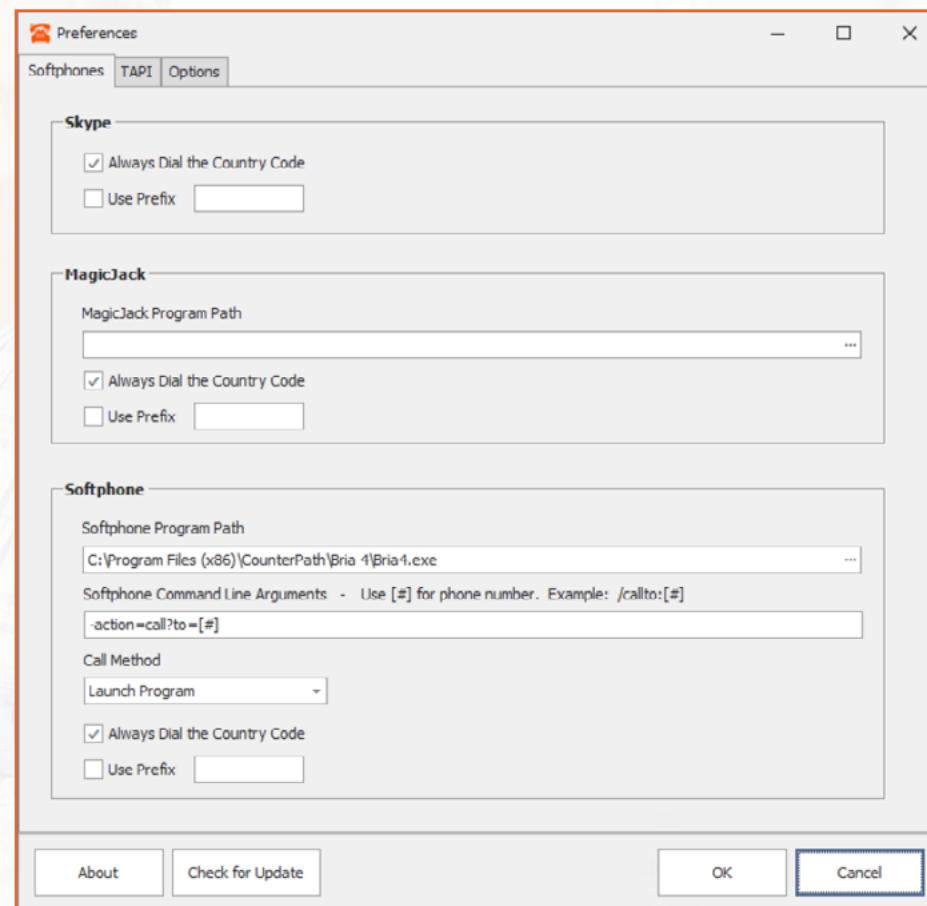 Preferences
Softphones TAPI Options
Skype
Always Dial the Country Code
Use Prefix
MagicJack
MagicJack Program Path
...
Always Dial the Country Code
Use Prefix
Softphone
Softphone Program Path
C:\Program Files (x86)\CounterPath\Bria 4\Bria4.exe ...
Softphone Command Line Arguments - Use [#] for phone number. Example: /callto:[#]
-action=call?to=[#]
Call Method
Launch Program
Always Dial the Country Code
Use Prefix
About Check for Update OK Cancel